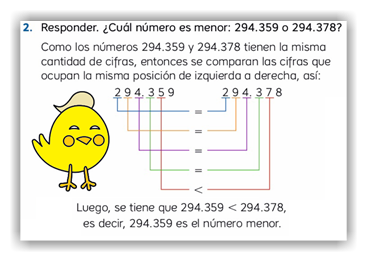 2. Responder. ¿Cuál número es menor: 294.359 o 294.378?
Como los números 294.359 y 294.378 tienen la misma
cantidad de cifras, entonces se comparan las cifras que
ocupan la misma posición de izquierda a derecha, así:
2 9 4. 3 5 9 2 9 4. 3 7 8
=
=
=
=
<
Luego, se tiene que 294.359 < 294.378,
es decir, 294.359 es el número menor.